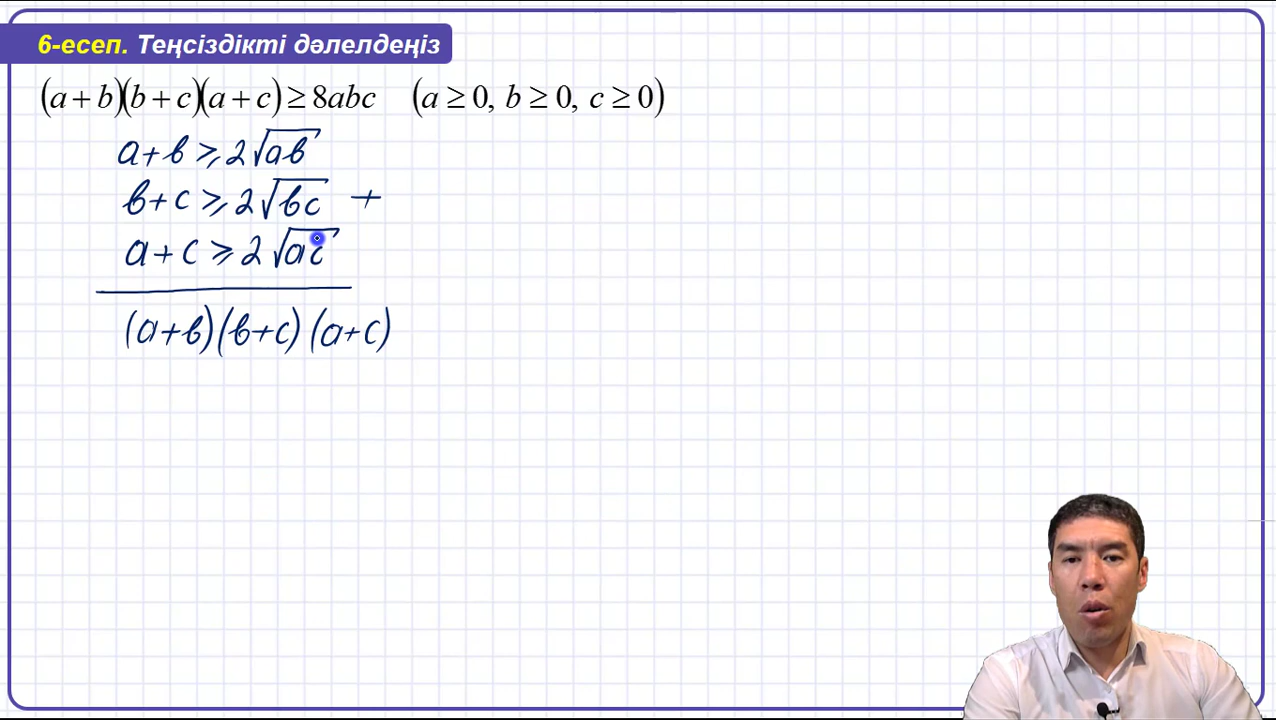 6-есеп. Теңсіздікті дәлелдеңіз
(a + b)(b + c)(a + c) ≥ 8abc (a ≥ 0, b ≥ 0, c ≥ 0)
a + b ≥ 2√ab
b + c ≥ 2√bc +
a + c ≥ 2√ac
(a+b)(b+c)(a+c)